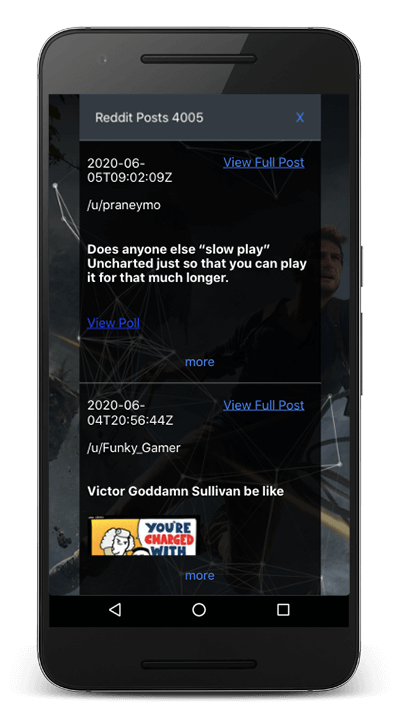 Reddit Posts 4005
X
2020-06-
05T09:02:09Z
View Full Post
/u/praneymo
Does anyone else “slow play”
Uncharted just so that you can play
it for that much longer.
View Poll
more
2020-06-
04T20:56:44Z
View Full Post
/u/Funky_Gamer
Victor Goddamn Sullivan be like
YOU'RE
CHARGED
WITH
more